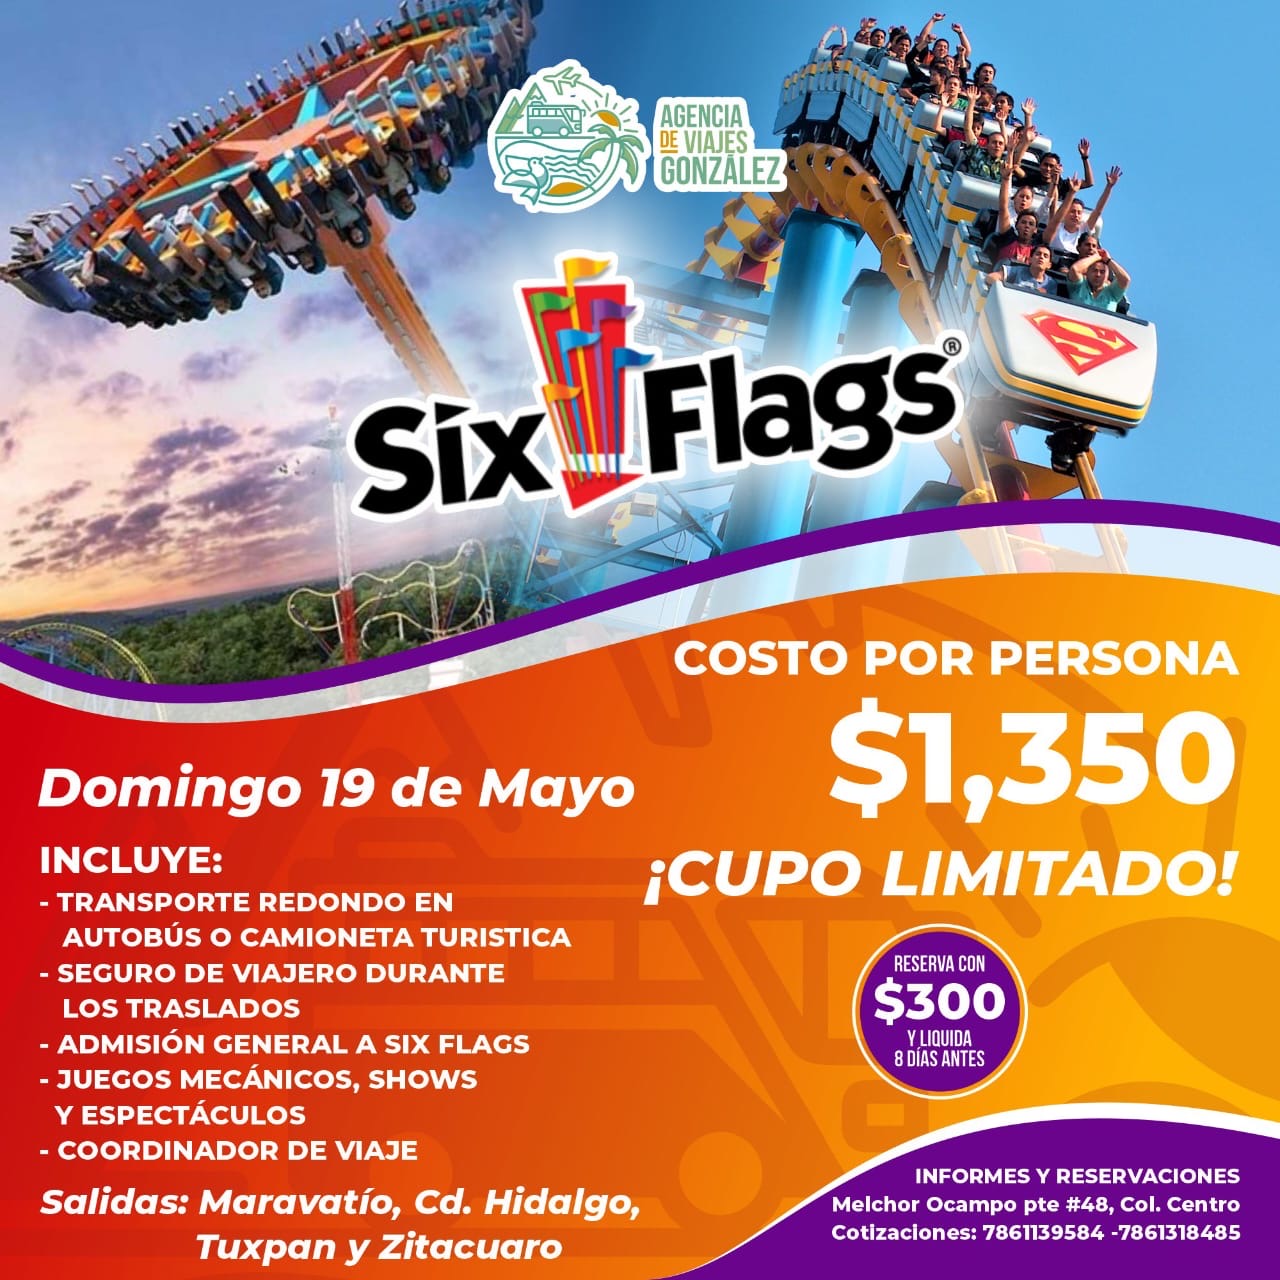 AGENCIA
DE VIAJES
GONZÁLEZ
Six Flags®
COSTO POR PERSONA
$1,350
¡CUPO LIMITADO!
Domingo 19 de Mayo
INCLUYE:
- TRANSPORTE REDONDO EN
AUTOBÚS O CAMIONETA TURISTICA
- SEGURO DE VIAJERO DURANTE
LOS TRASLADOS
- ADMISIÓN GENERAL A SIX FLAGS
- JUEGOS MECÁNICOS, SHOWS
Y ESPECTÁCULOS
- COORDINADOR DE VIAJE
Salidas: Maravatío, Cd. Hidalgo,
Tuxpan y Zitacuaro
RESERVA CON
$300
Y LIQUIDA
8 DÍAS ANTES
INFORMES Y RESERVACIONES
Melchor Ocampo pte #48, Col. Centro
Cotizaciones: 7861139584 -7861318485